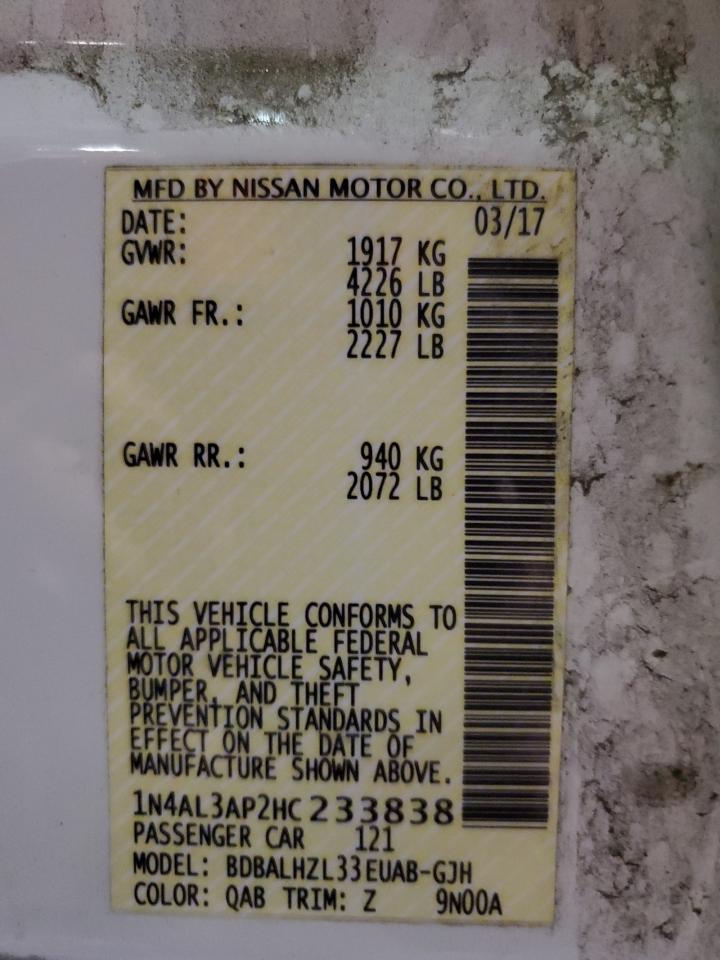 MFD BY NISSAN MOTOR CO., LTD.
DATE: 03/17
GVWR: 1917 KG
4226 LB
GAWR FR.: 1010 KG
2227 LB
GAWR RR.: 940 KG
2072 LB
THIS VEHICLE CONFORMS TO
ALL APPLICABLE FEDERAL
MOTOR VEHICLE SAFETY,
BUMPER, AND THEFT
PREVENTION STANDARDS IN
EFFECT ON THE DATE OF
MANUFACTURE SHOWN ABOVE.
1N4AL3AP2HC233838
PASSENGER CAR 121
MODEL: BDBALHZL33EUAB-GJH
COLOR: QAB TRIM: Z 9N00A